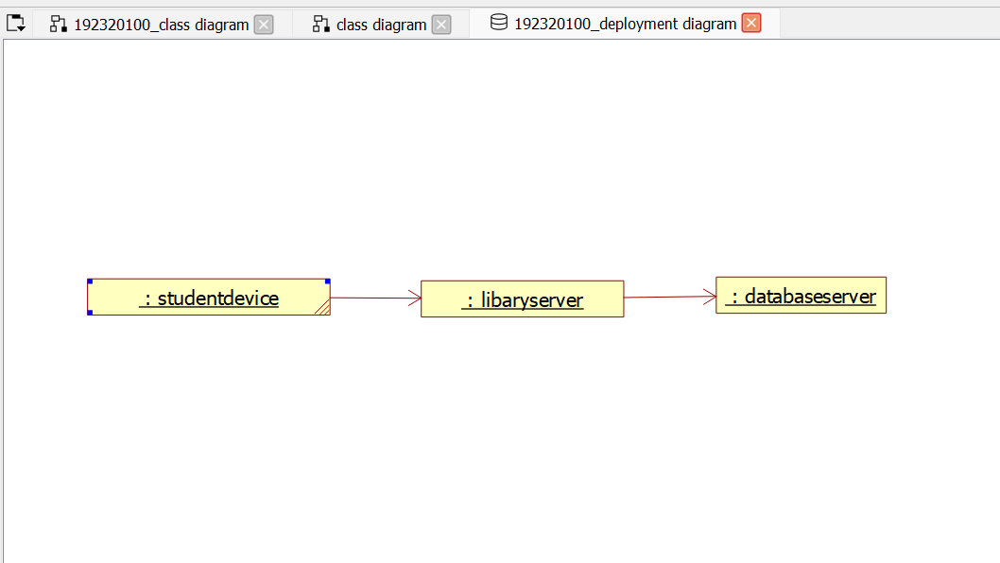 192320100_class diagram
class diagram
192320100_deployment diagram
: studentdevice
: libaryserver
: databaseserver